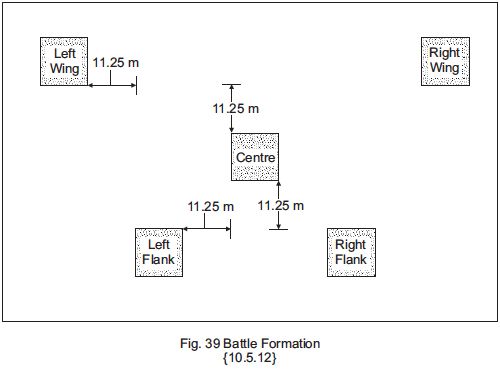 Left
Wing
11.25 m
Right
Wing
11.25 m
Centre
11.25 m
11.25 m
Left
Flank
Right
Flank
Fig. 39 Battle Formation
{10.5.12}